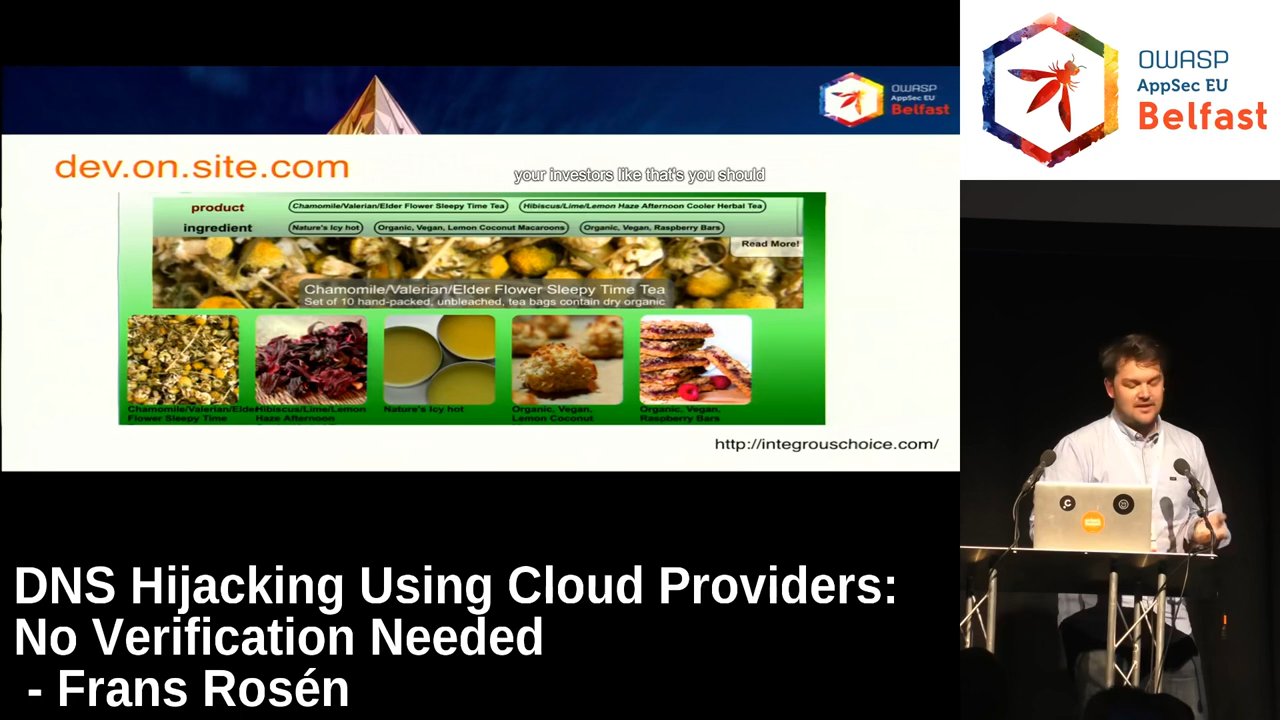 OWASP
AppSec EU
Belfast
dev.on.site.com
your investors like that's you should
product
Chamomile/Valerian/Elder Flower Sleepy Time Tea
Hibiscus/Lime/Lemon Haze Afternoon Cooler Herbal Tea
ingredient
Nature's Icy hot
Organic, Vegan, Lemon Coconut Macaroons
Organic, Vegan, Raspberry Bars
Read More!
Chamomile/Valerian/Elder Flower Sleepy Time Tea
Set of 10 hand-packed, unbleached, tea bags contain dry organic
Chamomile/Valerian/Elder
Flower Sleepy Time
Hibiscus/Lime/Lemon
Haze Afternoon
Nature's Icy hot
Organic, Vegan,
Lemon Coconut
Organic, Vegan,
Raspberry Bars
http://integrouschoice.com/
DNS Hijacking Using Cloud Providers:
No Verification Needed
- Frans Rosén
OWASP
AppSec EU
Belfast